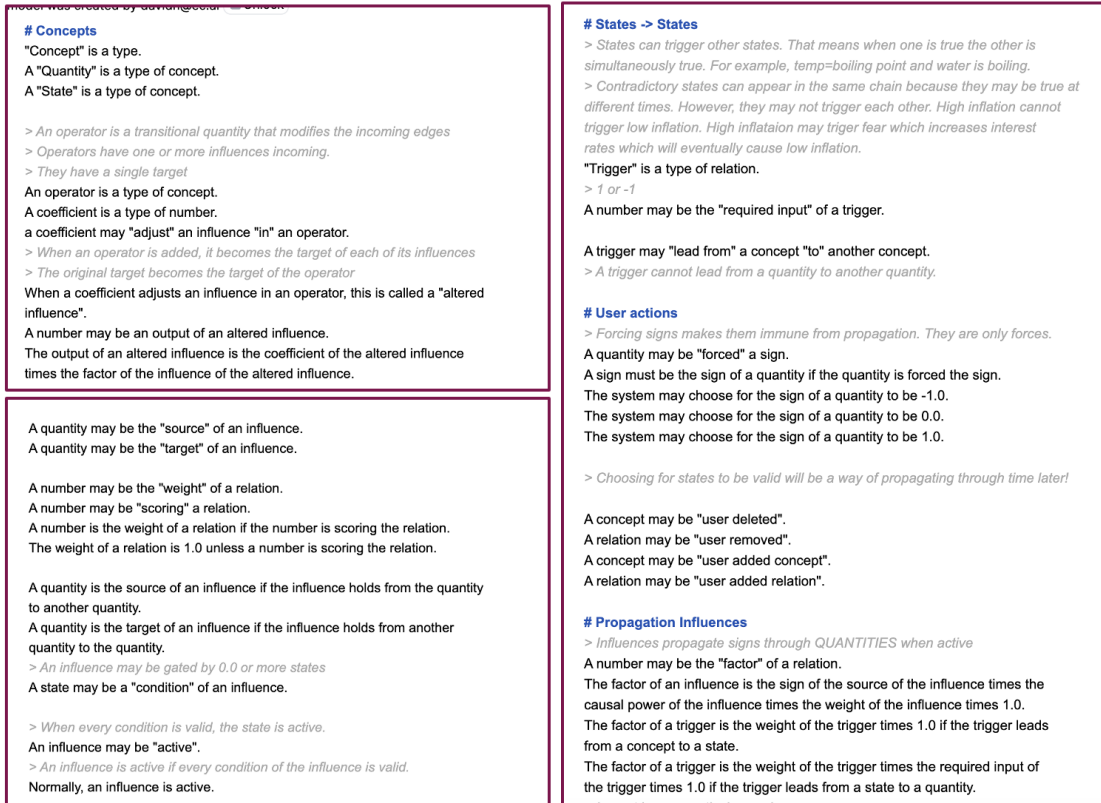 model was created by
# Concepts
"Concept" is a type.
A "Quantity" is a type of concept.
A "State" is a type of concept.
> An operator is a transitional quantity that modifies the incoming edges
> Operators have one or more influences incoming.
> They have a single target
An operator is a type of concept.
A coefficient is a type of number.
a coefficient may "adjust" an influence "in" an operator.
> When an operator is added, it becomes the target of each of its influences
> The original target becomes the target of the operator
When a coefficient adjusts an influence in an operator, this is called a "altered
influence".
A number may be an output of an altered influence.
The output of an altered influence is the coefficient of the altered influence
times the factor of the influence of the altered influence.
A quantity may be the "source" of an influence.
A quantity may be the "target" of an influence.
A number may be the "weight" of a relation.
A number may be "scoring" a relation.
A number is the weight of a relation if the number is scoring the relation.
The weight of a relation is 1.0 unless a number is scoring the relation.
A quantity is the source of an influence if the influence holds from the quantity
to another quantity.
A quantity is the target of an influence if the influence holds from another
quantity to the quantity.
> An influence may be gated by 0.0 or more states
A state may be a "condition" of an influence.
> When every condition is valid, the state is active.
An influence may be "active".
> An influence is active if every condition of the influence is valid.
Normally, an influence is active.
# States -> States
> States can trigger other states. That means when one is true the other is
simultaneously true. For example, temp=boiling point and water is boiling.
> Contradictory states can appear in the same chain because they may be true at
different times. However, they may not trigger each other. High inflation cannot
trigger low inflation. High inflataion may triger fear which increases interest
rates which will eventually cause low inflation.
"Trigger" is a type of relation.
> 1 or -1
A number may be the "required input" of a trigger.
A trigger may "lead from" a concept "to" another concept.
> A trigger cannot lead from a quantity to another quantity.
# User actions
> Forcing signs makes them immune from propagation. They are only forces.
A quantity may be "forced" a sign.
A sign must be the sign of a quantity if the quantity is forced the sign.
The system may choose for the sign of a quantity to be -1.0.
The system may choose for the sign of a quantity to be 0.0.
The system may choose for the sign of a quantity to be 1.0.
> Choosing for states to be valid will be a way of propagating through time later!
A concept may be "user deleted".
A relation may be "user removed".
A concept may be "user added concept".
A relation may be "user added relation".
# Propagation Influences
> Influences propagate signs through QUANTITIES when active
A number may be the "factor" of a relation.
The factor of an influence is the sign of the source of the influence times the
causal power of the influence times the weight of the influence times 1.0.
The factor of a trigger is the weight of the trigger times 1.0 if the trigger leads
from a concept to a state.
The factor of a trigger is the weight of the trigger times the required input of
the trigger times 1.0 if the trigger leads from a state to a quantity.